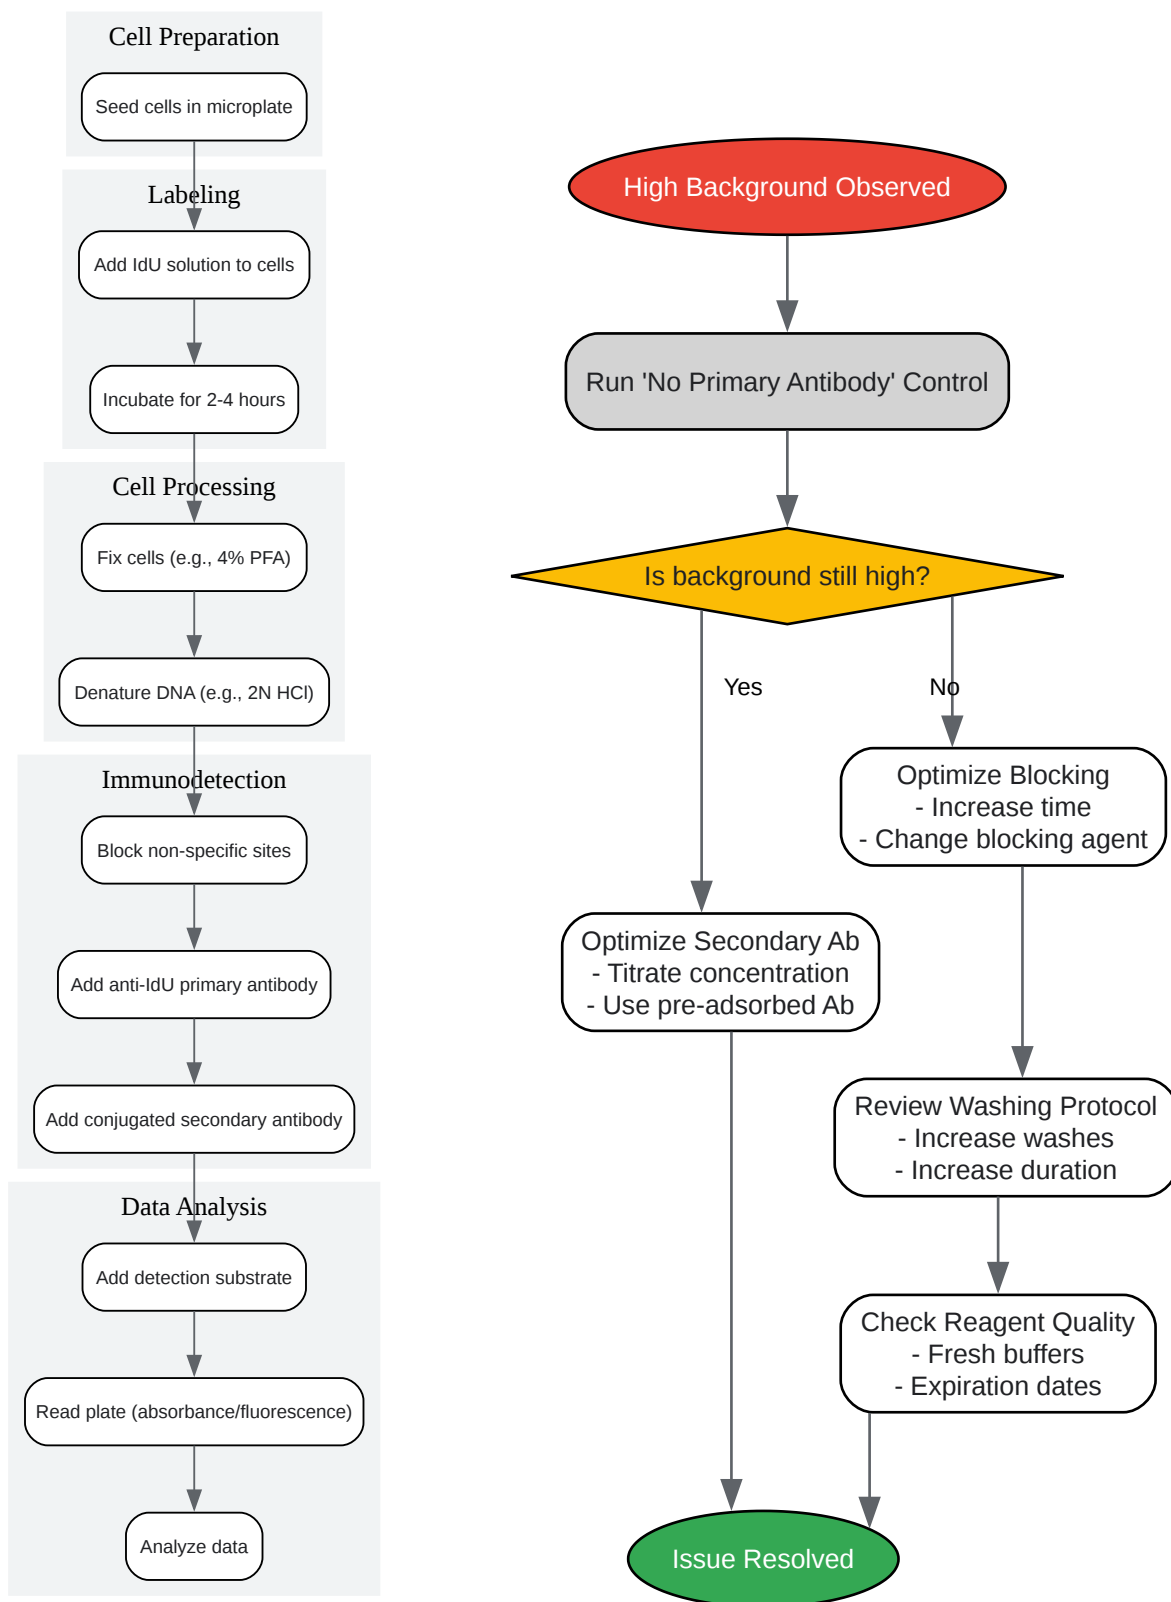 Cell Preparation
Seed cells in microplate
Labeling
Add IdU solution to cells
Incubate for 2-4 hours
Cell Processing
Fix cells (e.g., 4% PFA)
Denature DNA (e.g., 2N HCl)
Immunodetection
Block non-specific sites
Add anti-IdU primary antibody
Add conjugated secondary antibody
Data Analysis
Add detection substrate
Read plate (absorbance/fluorescence)
Analyze data
High Background Observed
Run 'No Primary Antibody' Control
Is background still high?
Yes
No
Optimize Secondary Ab
- Titrate concentration
- Use pre-adsorbed Ab
Optimize Blocking
- Increase time
- Change blocking agent
Review Washing Protocol
- Increase washes
- Increase duration
Check Reagent Quality
- Fresh buffers
- Expiration dates
Issue Resolved